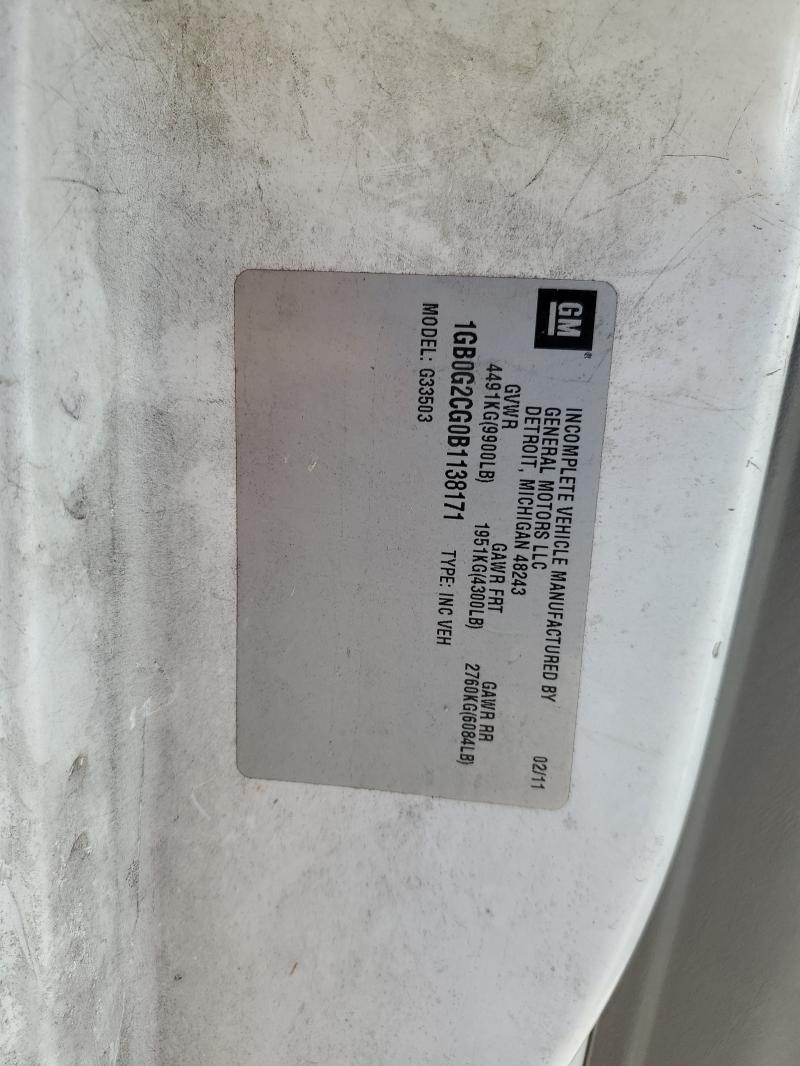 GM®
INCOMPLETE VEHICLE MANUFACTURED BY
GENERAL MOTORS LLC 02/11
DETROIT, MICHIGAN 48243
GVWR GAWR FRT GAWR RR
4491KG(9900LB) 1951KG(4300LB) 2760KG(6084LB)
1GB0G2CG0B1138171 TYPE: INC VEH
MODEL: G33503